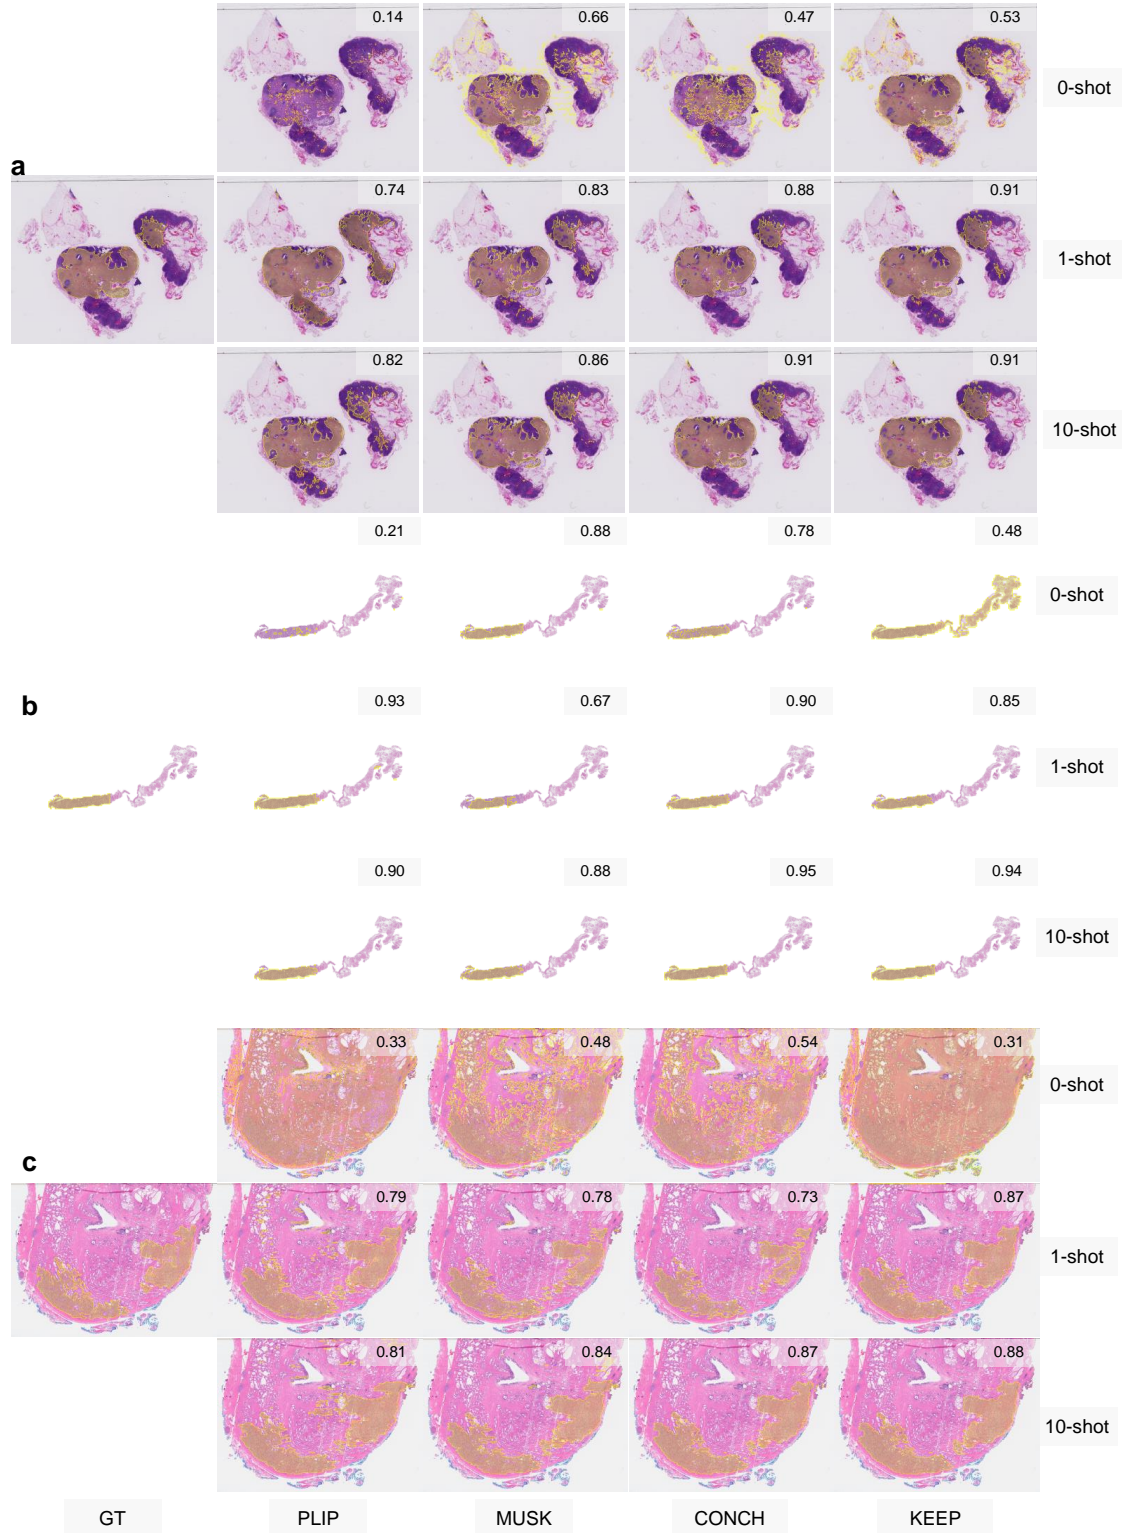 0.14 0.66 0.47 0.53
0-shot
a
0.74 0.83 0.88 0.91
1-shot
0.82 0.86 0.91 0.91
10-shot
0.21 0.88 0.78 0.48
0-shot
b
0.93 0.67 0.90 0.85
1-shot
0.90 0.88 0.95 0.94
10-shot
0.33 0.48 0.54 0.31
0-shot
c
0.79 0.78 0.73 0.87
1-shot
0.81 0.84 0.87 0.88
10-shot
GT PLIP MUSK CONCH KEEP